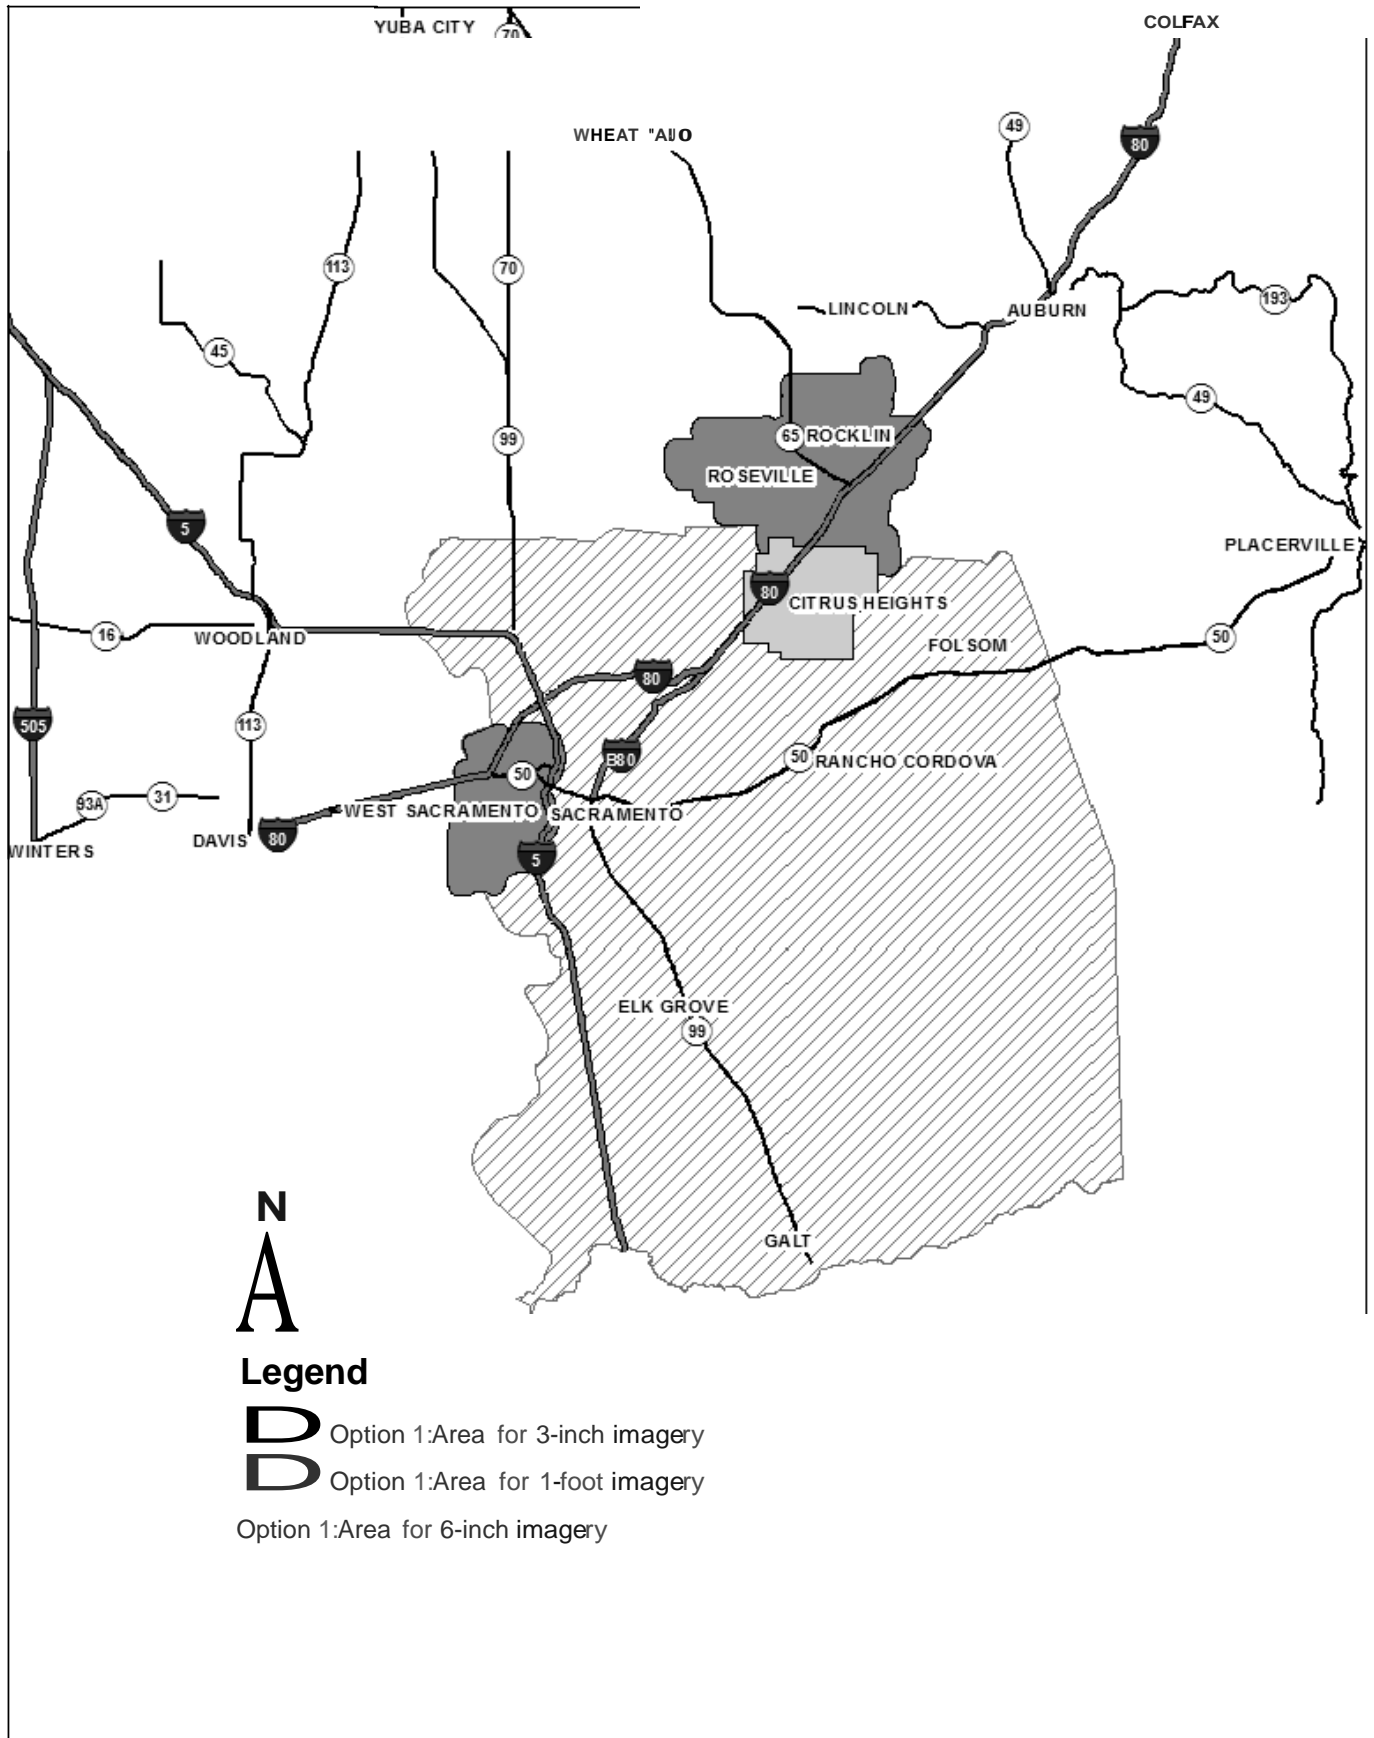 COLFAX
YUBA CITY
70
WHEAT "AIJO
49
80
113
70
193
LINCOLN
AUBURN
45
49
99
65 ROCKLIN
ROSEVILLE
5
PLACERVILLE
80
CITRUS HEIGHTS
16
WOODLAND
50
FOLSOM
80
505
113
B80
50
50 RANCHO CORDOVA
93A
31
WEST SACRAMENTO
SACRAMENTO
DAVIS
80
WINTERS
5
ELK GROVE
99
N
GALT
A
Legend
D Option 1:Area for 3-inch imagery
D Option 1:Area for 1-foot imagery
Option 1:Area for 6-inch imagery